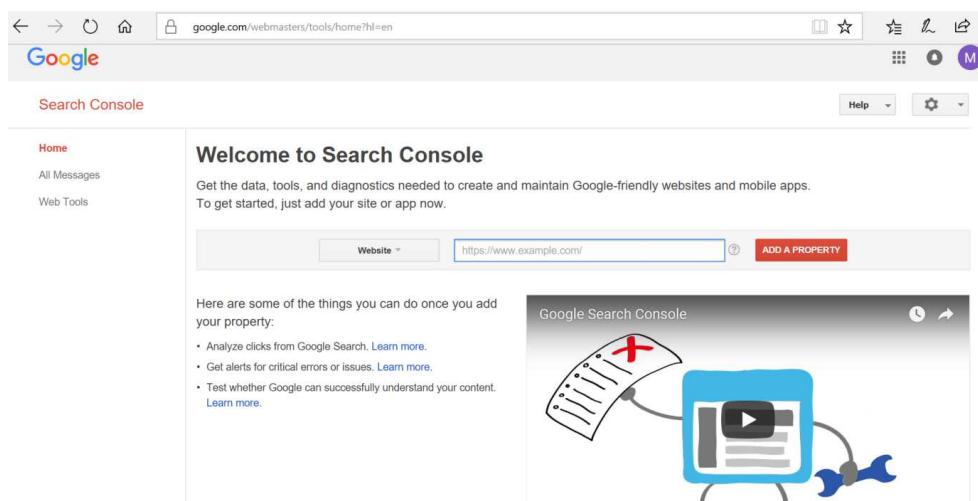 google.com/webmasters/tools/home?hl=en
Google
M
Search Console
Help
Home
All Messages
Web Tools
Welcome to Search Console
Get the data, tools, and diagnostics needed to create and maintain Google-friendly websites and mobile apps.
To get started, just add your site or app now.
Website
https://www.example.com/
?
ADD A PROPERTY
Here are some of the things you can do once you add
your property:
• Analyze clicks from Google Search. Learn more.
• Get alerts for critical errors or issues. Learn more.
• Test whether Google can successfully understand your content.
Learn more.
Google Search Console